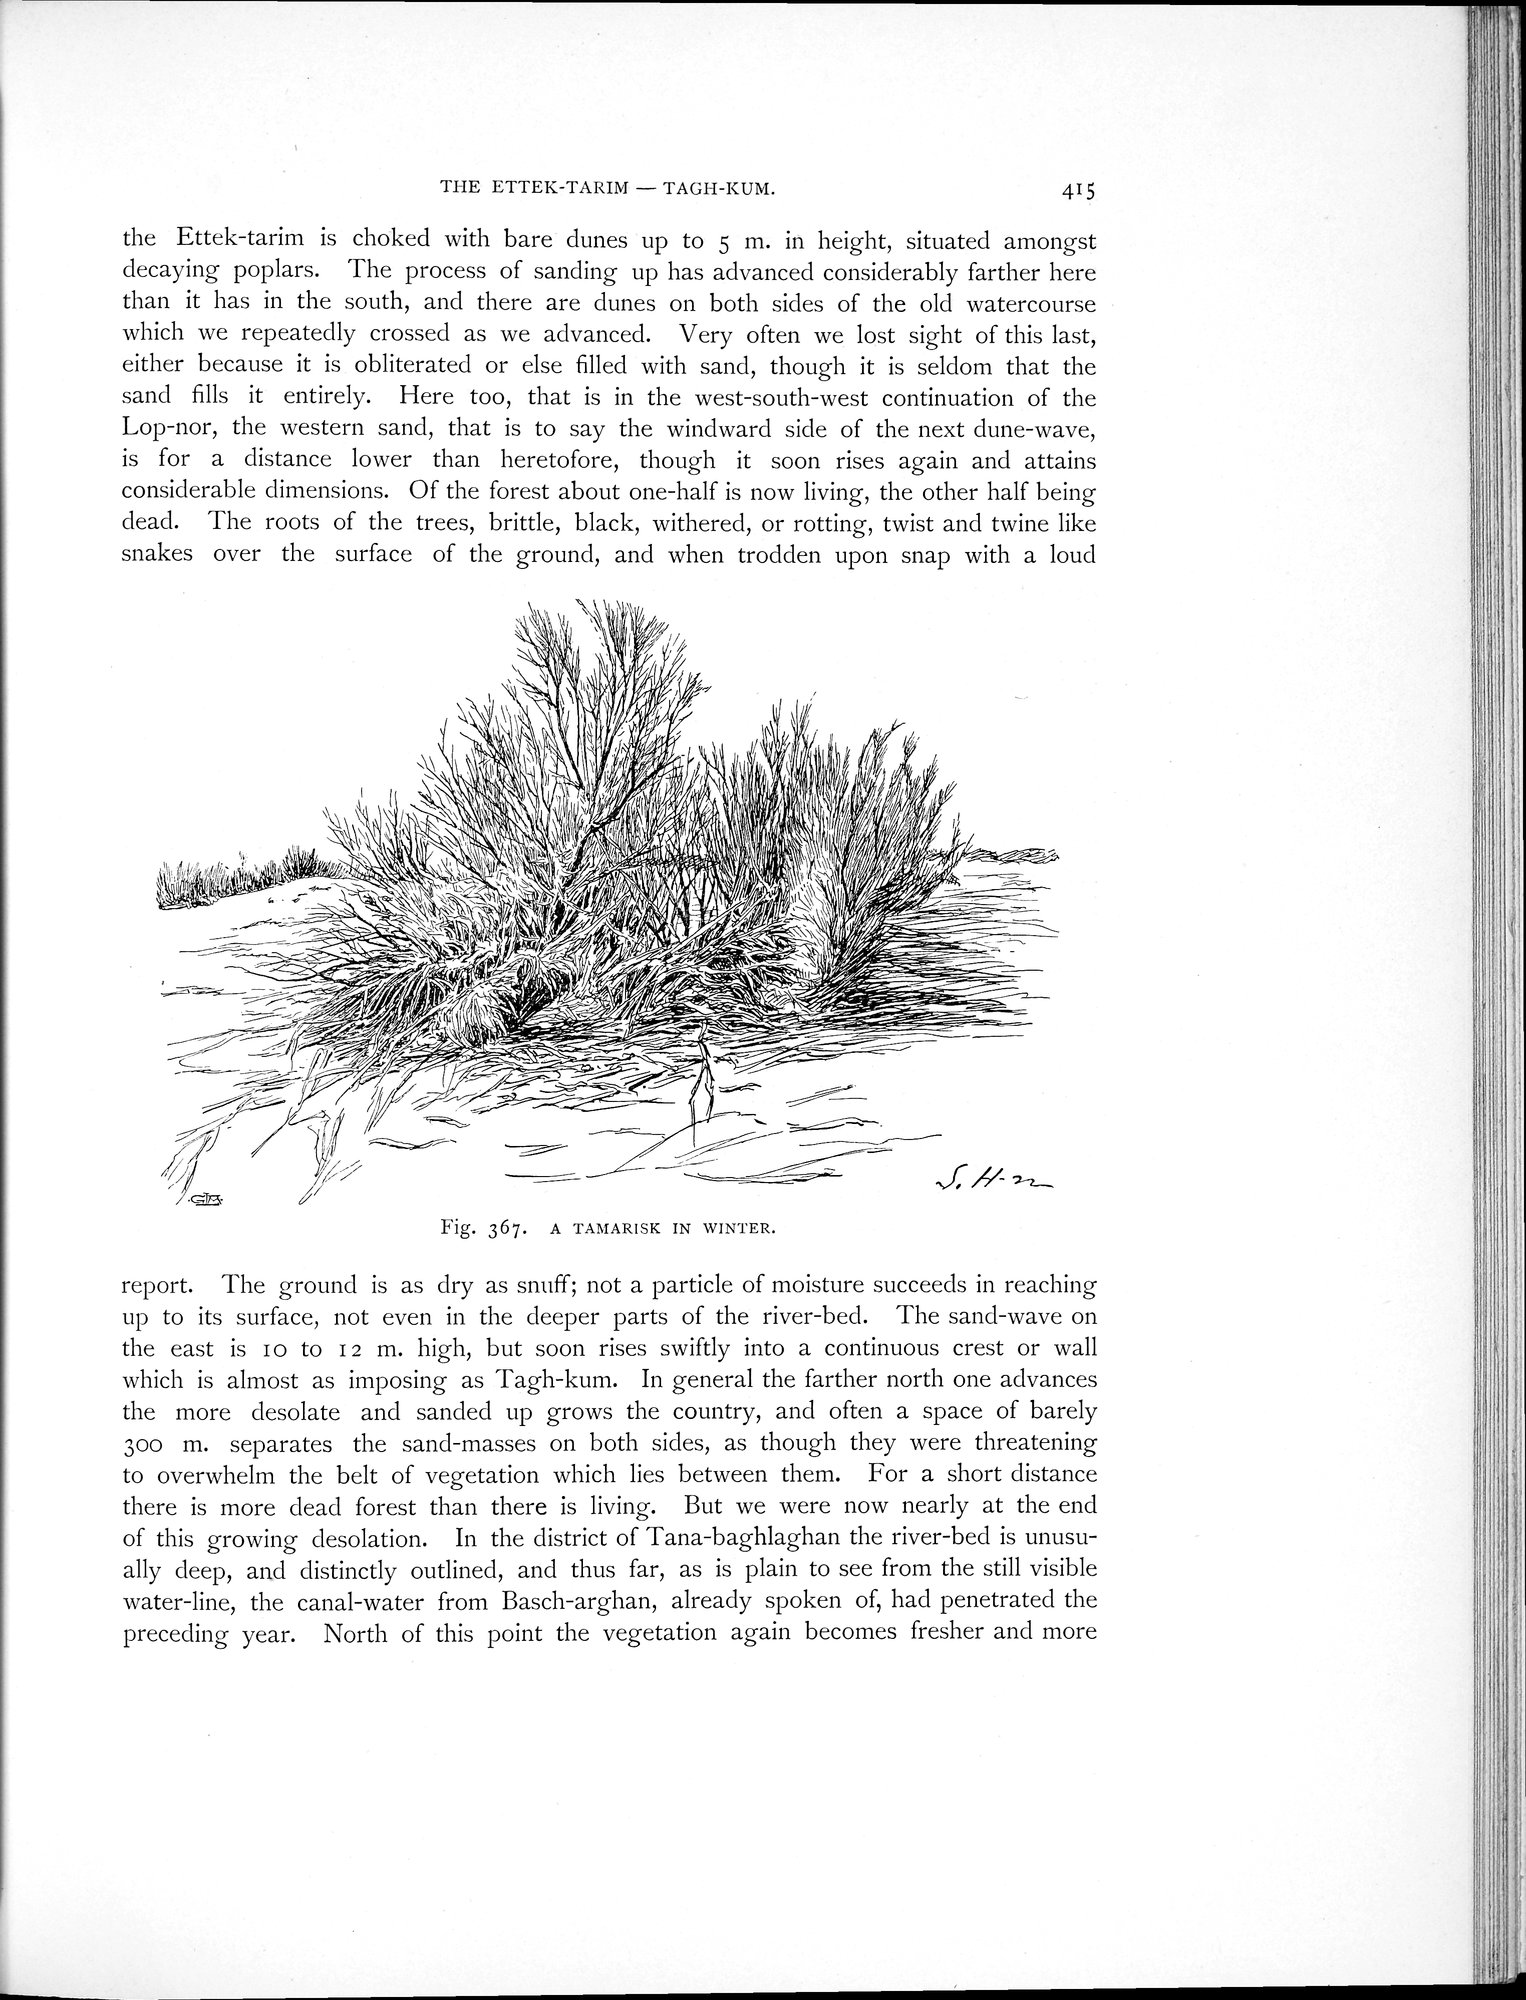 THE ETTEK-TARIM — TAGH-KUM. 415
the Ettek-tarim is choked with bare dunes up to 5 m. in height, situated amongst
decaying poplars. The process of sanding up has advanced considerably farther here
than it has in the south, and there are dunes on both sides of the old watercourse
which we repeatedly crossed as we advanced. Very often we lost sight of this last,
either because it is obliterated or else filled with sand, though it is seldom that the
sand fills it entirely. Here too, that is in the west-south-west continuation of the
Lop-nor, the western sand, that is to say the windward side of the next dune-wave,
is for a distance lower than heretofore, though it soon rises again and attains
considerable dimensions. Of the forest about one-half is now living, the other half being
dead. The roots of the trees, brittle, black, withered, or rotting, twist and twine like
snakes over the surface of the ground, and when trodden upon snap with a loud
S. H-n
Fig. 367. A TAMARISK IN WINTER.
report. The ground is as dry as snuff; not a particle of moisture succeeds in reaching
up to its surface, not even in the deeper parts of the river-bed. The sand-wave on
the east is 10 to 12 m. high, but soon rises swiftly into a continuous crest or wall
which is almost as imposing as Tagh-kum. In general the farther north one advances
the more desolate and sanded up grows the country, and often a space of barely
300 m. separates the sand-masses on both sides, as though they were threatening
to overwhelm the belt of vegetation which lies between them. For a short distance
there is more dead forest than there is living. But we were now nearly at the end
of this growing desolation. In the district of Tana-baghlaghan the river-bed is unusu-
ally deep, and distinctly outlined, and thus far, as is plain to see from the still visible
water-line, the canal-water from Basch-arghan, already spoken of, had penetrated the
preceding year. North of this point the vegetation again becomes fresher and more